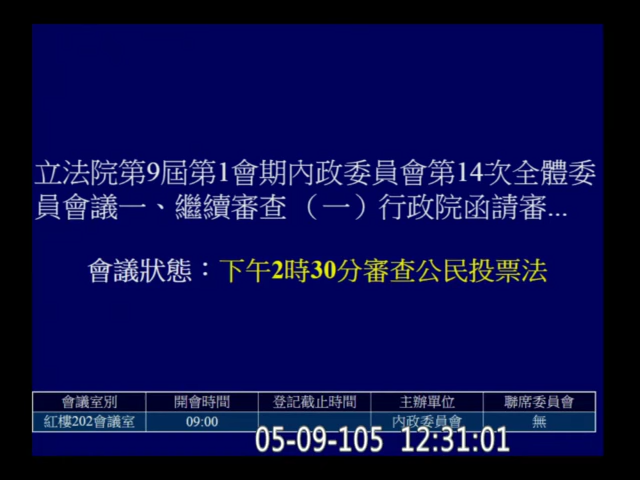 立法院第9屆第1會期內政委員會第14次全體委
員會議一、繼續審查（一）行政院函請審...
會議狀態：下午2時30分審查公民投票法
會議室別 開會時間 登記截止時間 主辦單位 聯席委員會
紅樓202會議室 09:00 內政委員會 無
05-09-105 12:31:01